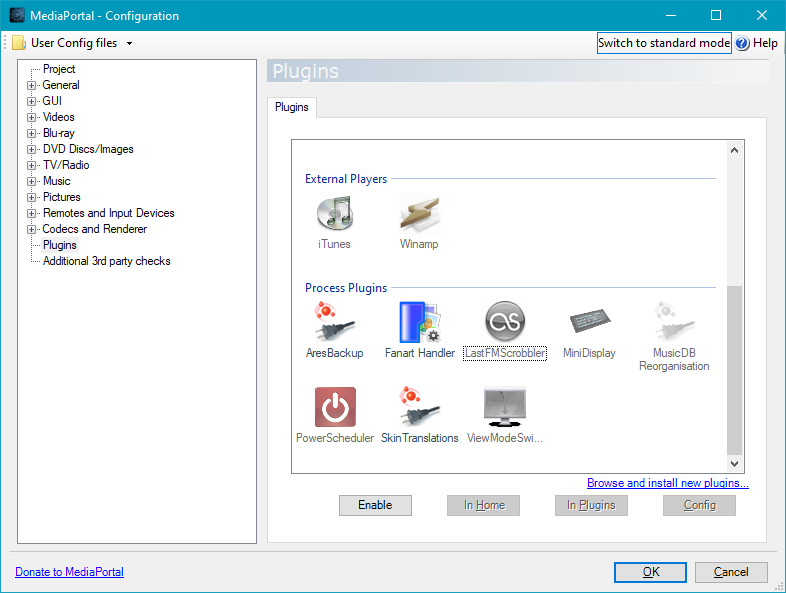 MediaPortal - Configuration
User Config files
Switch to standard mode
Help
Project
General
GUI
Videos
Blu-ray
DVD Discs/Images
TV/Radio
Music
Pictures
Remotes and Input Devices
Codecs and Renderer
Plugins
Additional 3rd party checks
Plugins
Plugins
External Players
iTunes
Winamp
Process Plugins
AresBackup
Fanart Handler
LastFMScrobbler
MiniDisplay
MusicDB
Reorganisation
PowerScheduler
SkinTranslations
ViewModeSwi...
Browse and install new plugins...
Enable
In Home
In Plugins
Config
Donate to MediaPortal
OK
Cancel